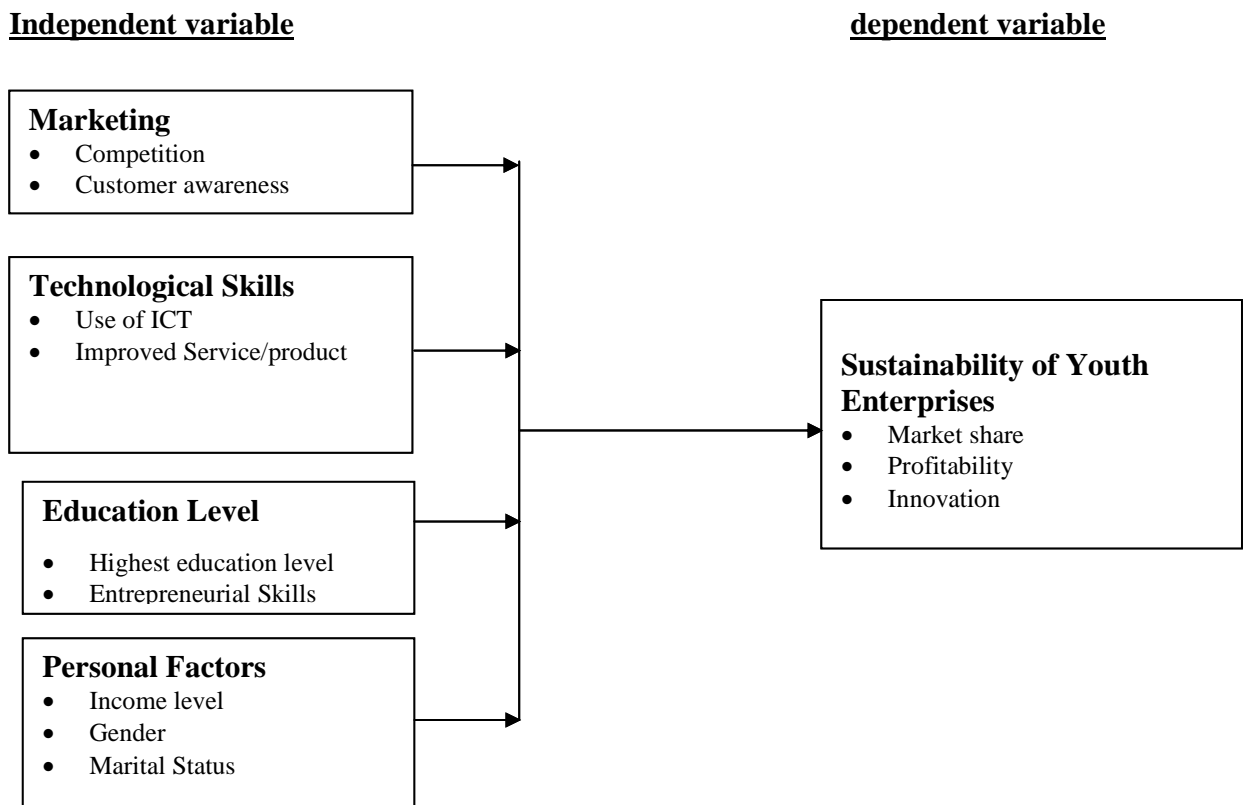 Independent variable
dependent variable
Marketing
• Competition
• Customer awareness
Technological Skills
• Use of ICT
• Improved Service/product
Education Level
• Highest education level
• Entrepreneurial Skills
Personal Factors
• Income level
• Gender
• Marital Status
Sustainability of Youth
Enterprises
• Market share
• Profitability
• Innovation